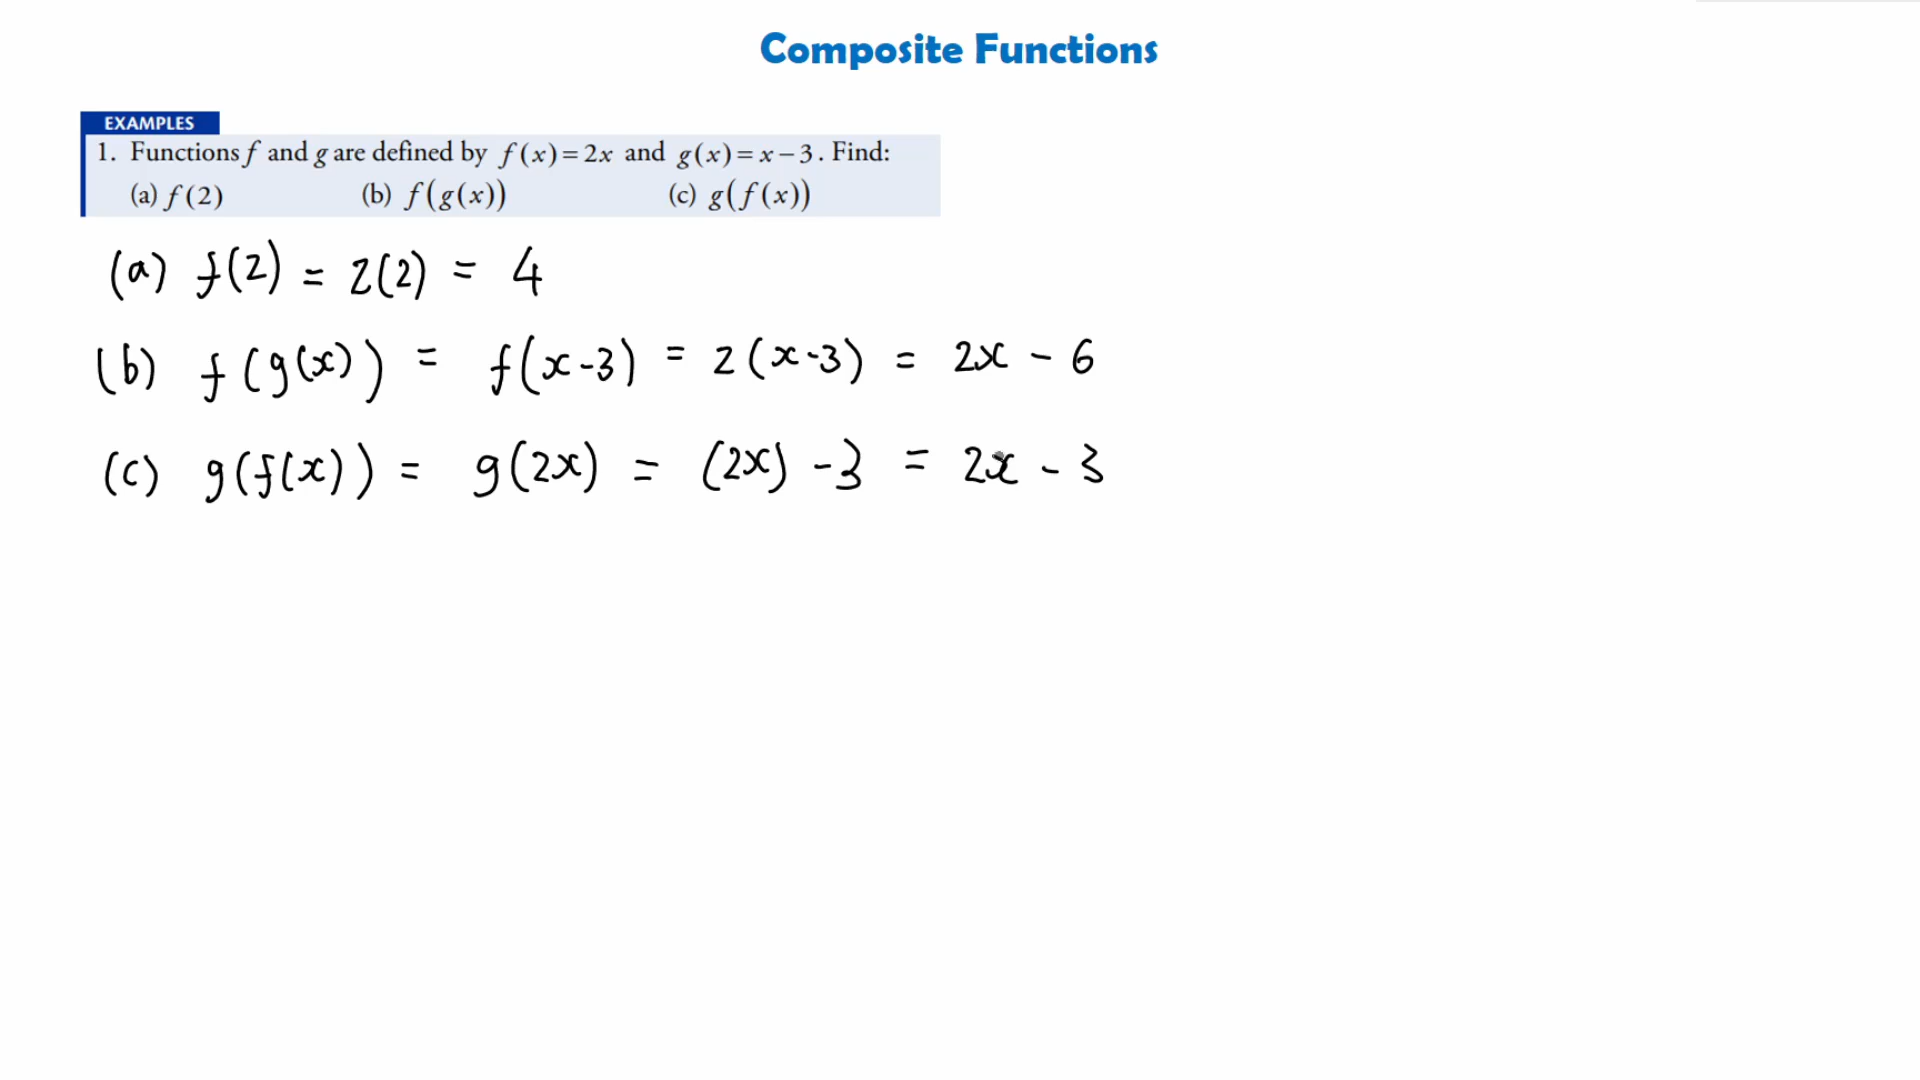 Composite Functions
EXAMPLES
1. Functions f and g are defined by f(x)=2x and g(x)=x−3. Find:
(a) f(2) (b) f(g(x)) (c) g(f(x))
(a) f(2) = 2(2) = 4
(b) f(g(x)) = f(x-3) = 2(x-3) = 2x - 6
(c) g(f(x)) = g(2x) = (2x) - 3 = 2x - 3